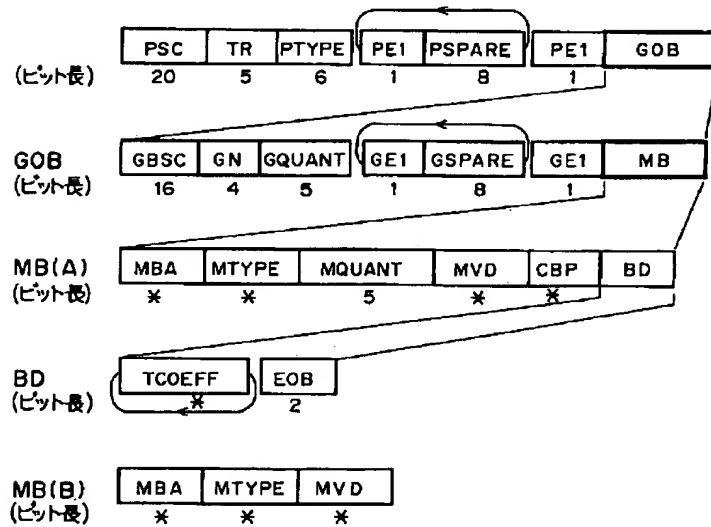 PSC TR PTYPE PE1 PSPARE PE1 GOB
(ビット長) 20 5 6 1 8 1
GOB GBSC GN GQUANT GE1 GSPARE GE1 MB
(ビット長) 16 4 5 1 8 1
MB(A) MBA MTYPE MQUANT MVD CBP BD
(ビット長) * * 5 * *
BD TCOEFF EOB
(ビット長) * 2
MB(B) MBA MTYPE MVD
(ビット長) * * *